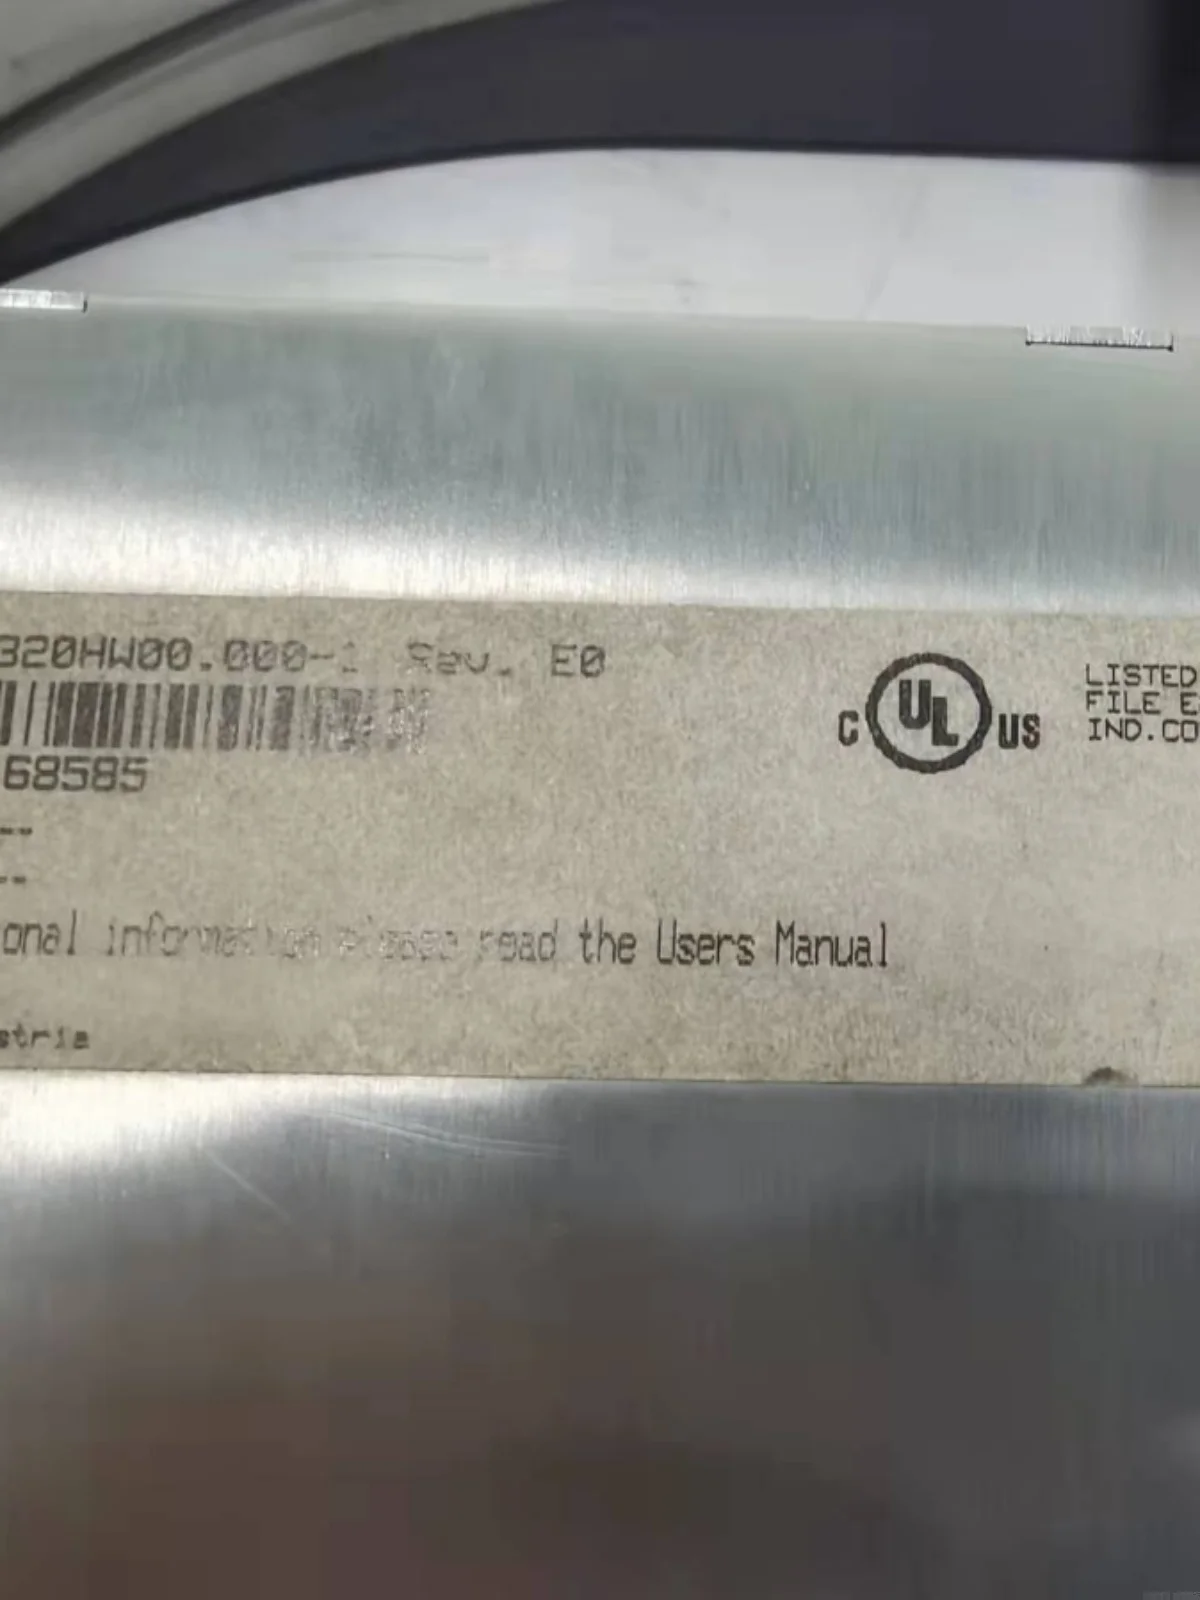 320HW00.000-1 Rev. E0
68585
--
--
onal information please read the Users Manual
stria
C UL US
LISTED
FILE E
IND.CO